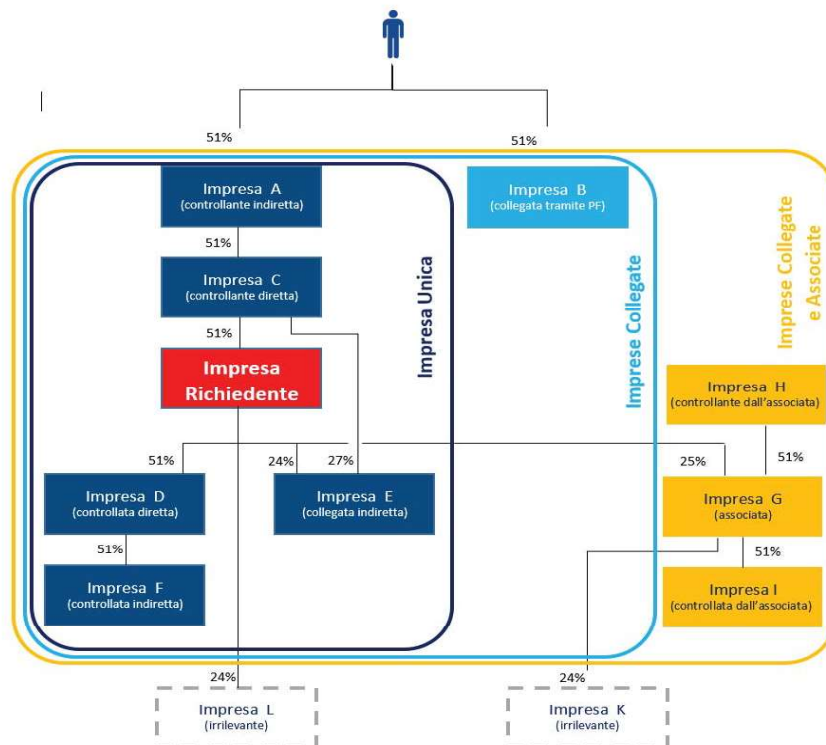 51%
51%
Impresa A
(controllante indiretta)
Impresa B
(collegata tramite PF)
51%
Impresa C
(controllante diretta)
51%
Impresa
Richiedente
Impresa Unica
Imprese Collegate
Imprese Collegate
e Associate
Impresa H
(controllante dall'associata)
51%
24%
27%
25%
51%
Impresa D
(controllata diretta)
Impresa E
(collegata indiretta)
Impresa G
(associata)
51%
51%
Impresa F
(controllata indiretta)
Impresa I
(controllata dall'associata)
24%
24%
Impresa L
(irrilevante)
Impresa K
(irrilevante)